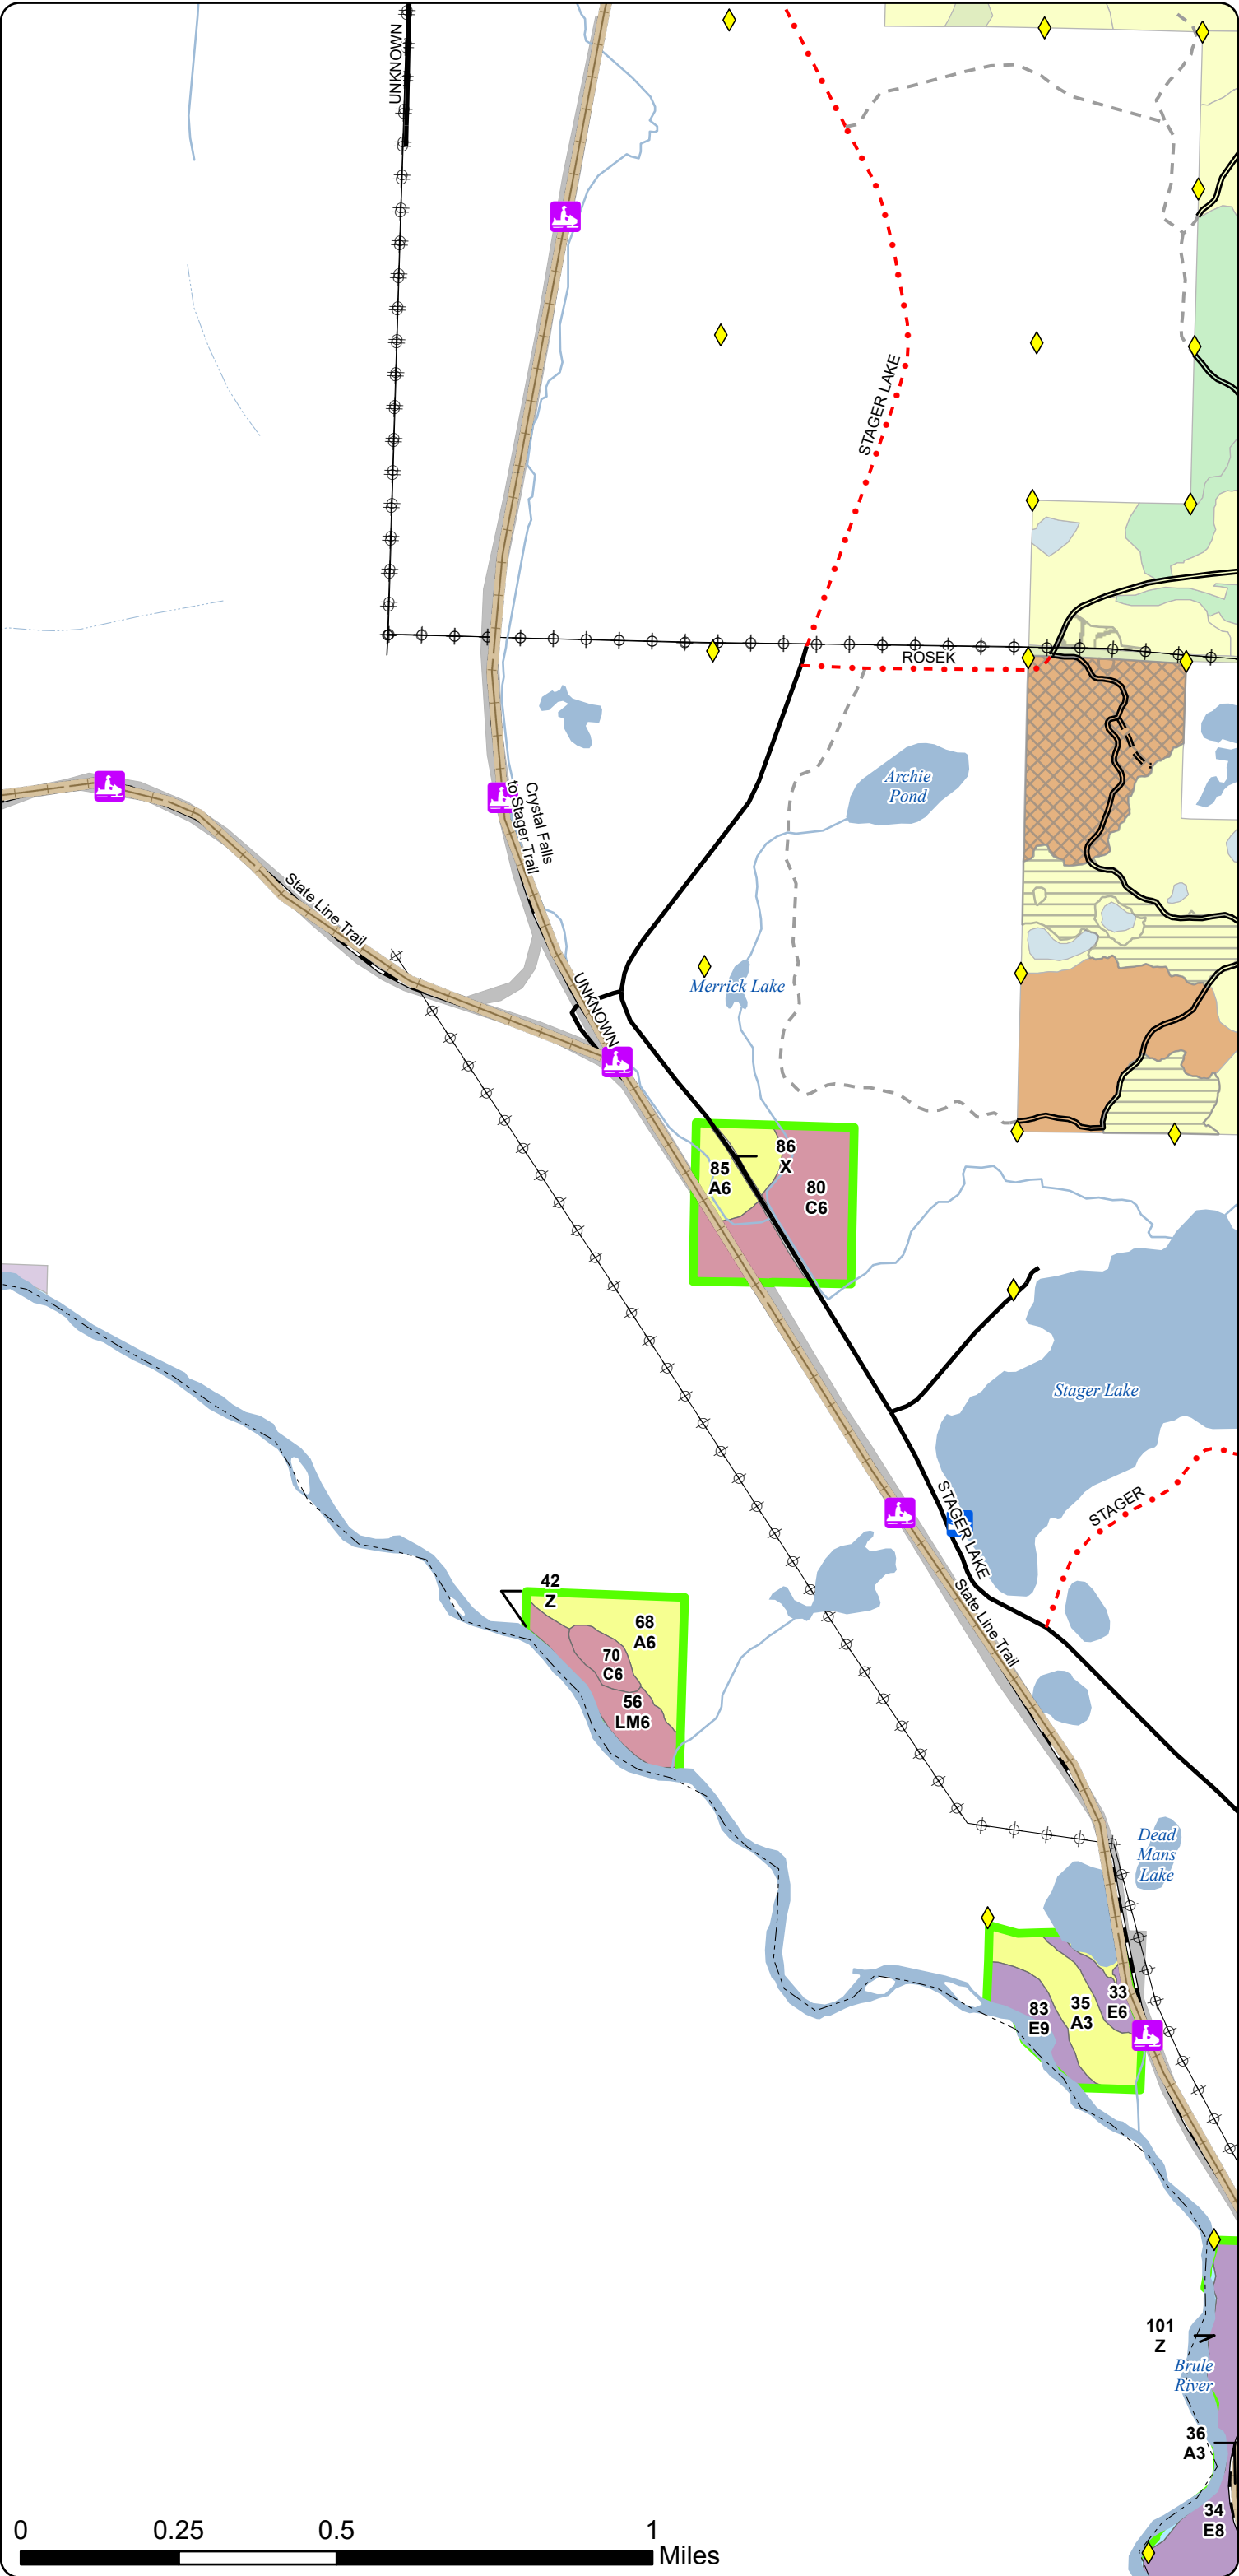 UNKNOWN
STAGER LAKE
ROSEK
Archie
Pond
Crystal Falls
to Stager Trail
State Line Trail
UNKNOWN
Merrick Lake
85
A6
86
X
80
C6
Stager Lake
STAGER LAKE
STAGER
State Line Trail
42
Z
68
A6
70
C6
56
LM6
Dead
Mans
Lake
83
E9
35
A3
33
E6
101
Z
Brule
River
36
A3
34
E8
0 0.25 0.5 1
Miles